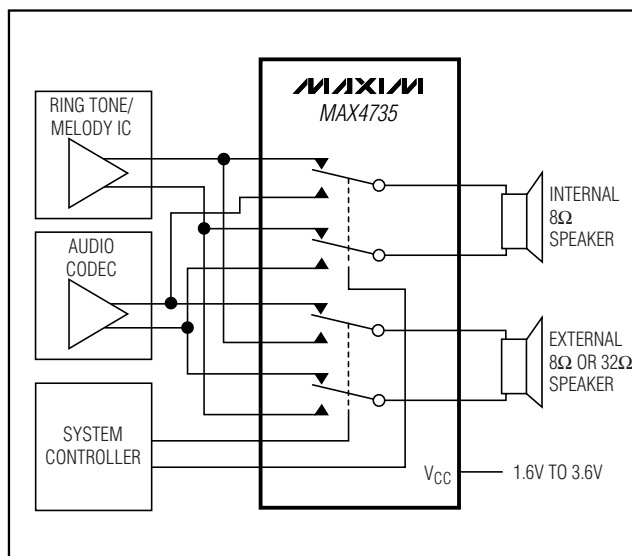 MAXIM
MAX4735
RING TONE/
MELODY IC
AUDIO
CODEC
SYSTEM
CONTROLLER
INTERNAL
8Ω
SPEAKER
EXTERNAL
8Ω OR 32Ω
SPEAKER
VCC
1.6V TO 3.6V